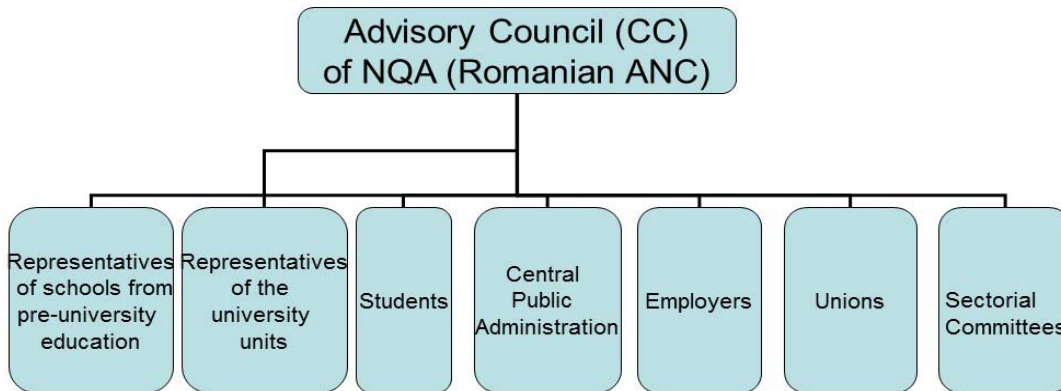 Advisory Council (CC)
of NQA (Romanian ANC)
Representatives
of schools from
pre-university
education
Representatives
of the
university
units
Students
Central
Public
Administration
Employers
Unions
Sectorial
Committees